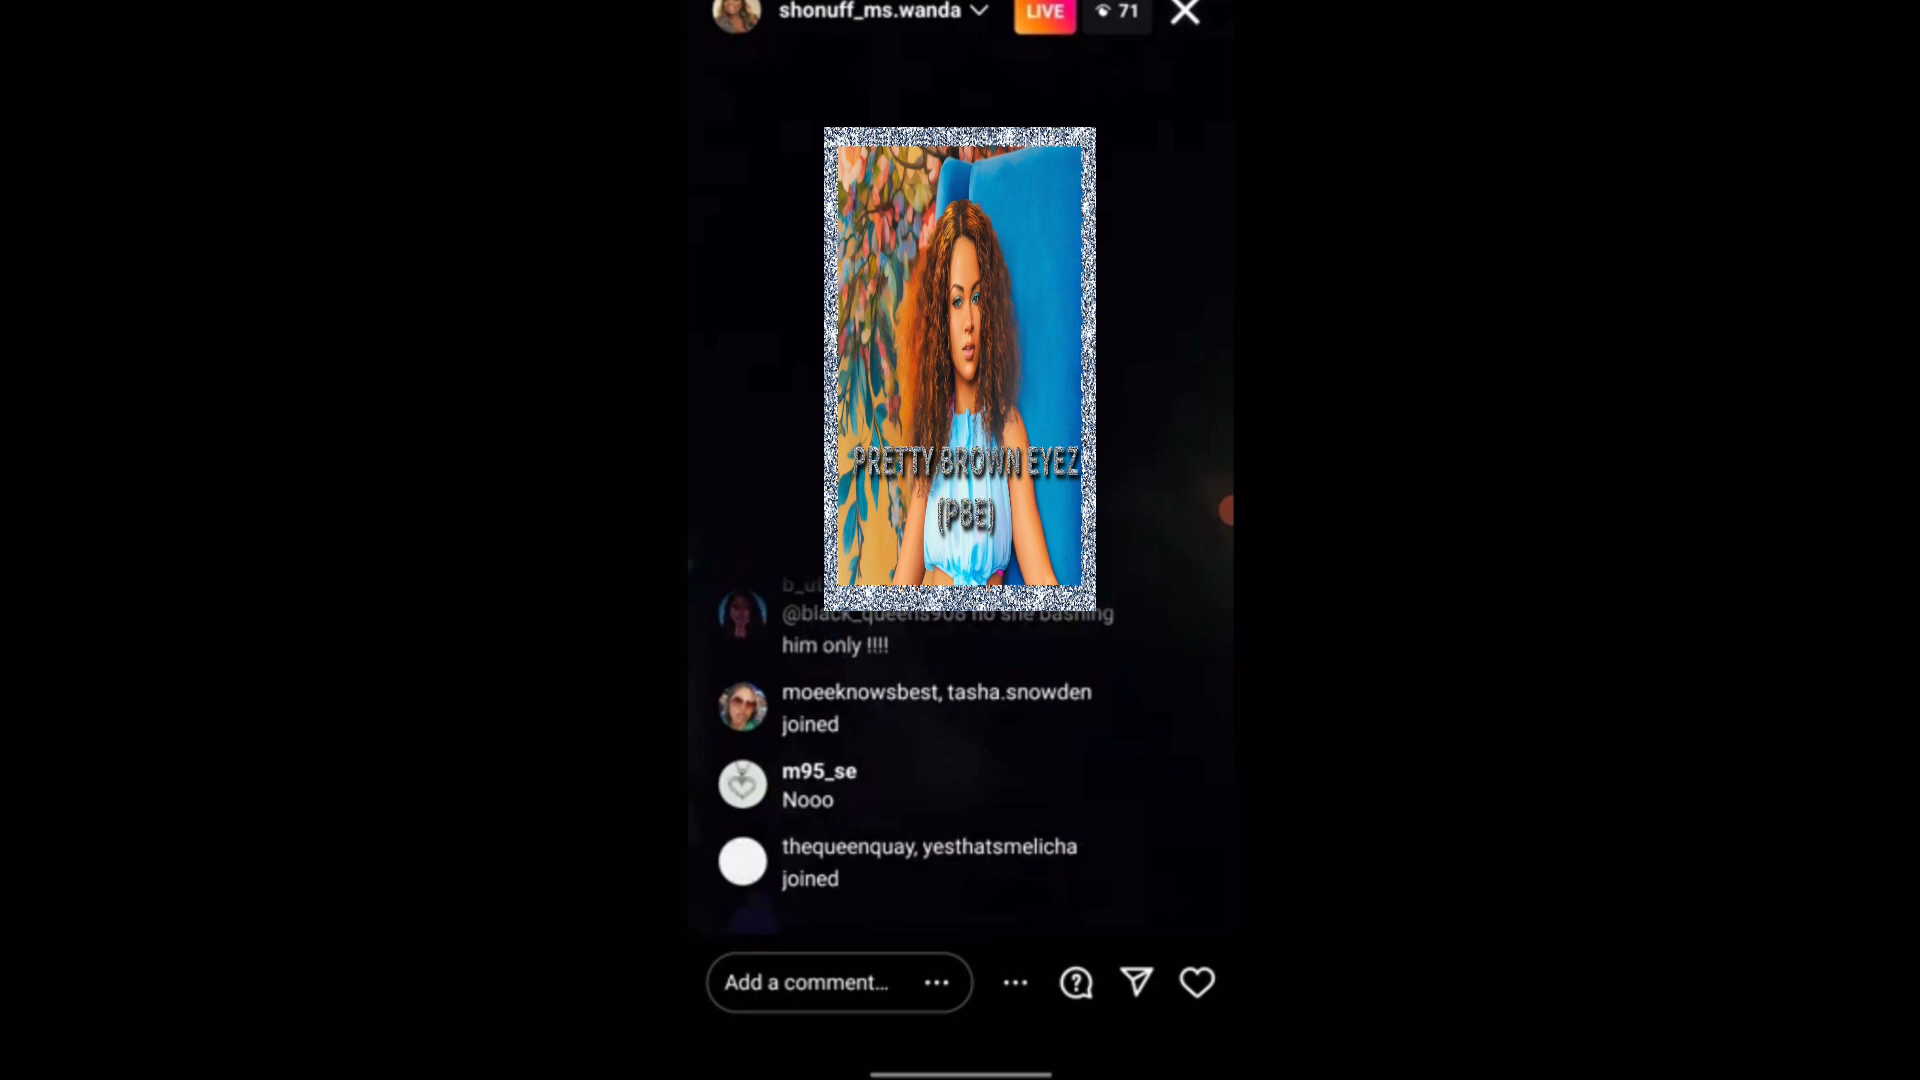 shonuff_ms.wanda
LIVE
71
PRETTY BROWN EYEZ
(PBE)
him only !!!!
moeeknowsbest, tasha.snowden
joined
m95_se
Nooo
thequeenquay, yesthatsmelicha
joined
Add a comment...